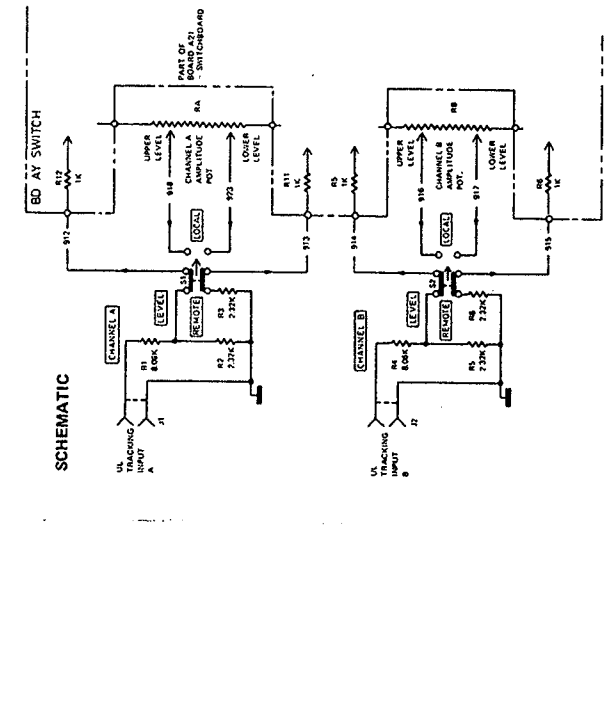 SCHEMATIC
BD AY SWITCH
PART OF
BOARD A21
- SWITCHBOARD
R12
1K
912
RA
UPPER
LEVEL
918
CHANNEL A
AMPLITUDE
POT
923
LOWER
LEVEL
LOCAL
R11
1K
913
S1
LEVEL
REMOTE
CHANNEL A
R1
8.06K
R3
2.32K
R2
2.32K
UL
TRACKING
INPUT
A
J1
R5
1K
914
RB
UPPER
LEVEL
916
CHANNEL B
AMPLITUDE
POT.
917
LOWER
LEVEL
LOCAL
R6
1K
915
S2
LEVEL
REMOTE
CHANNEL B
R4
8.06K
R6
2.32K
R5
2.32K
UL
TRACKING
INPUT
B
J2